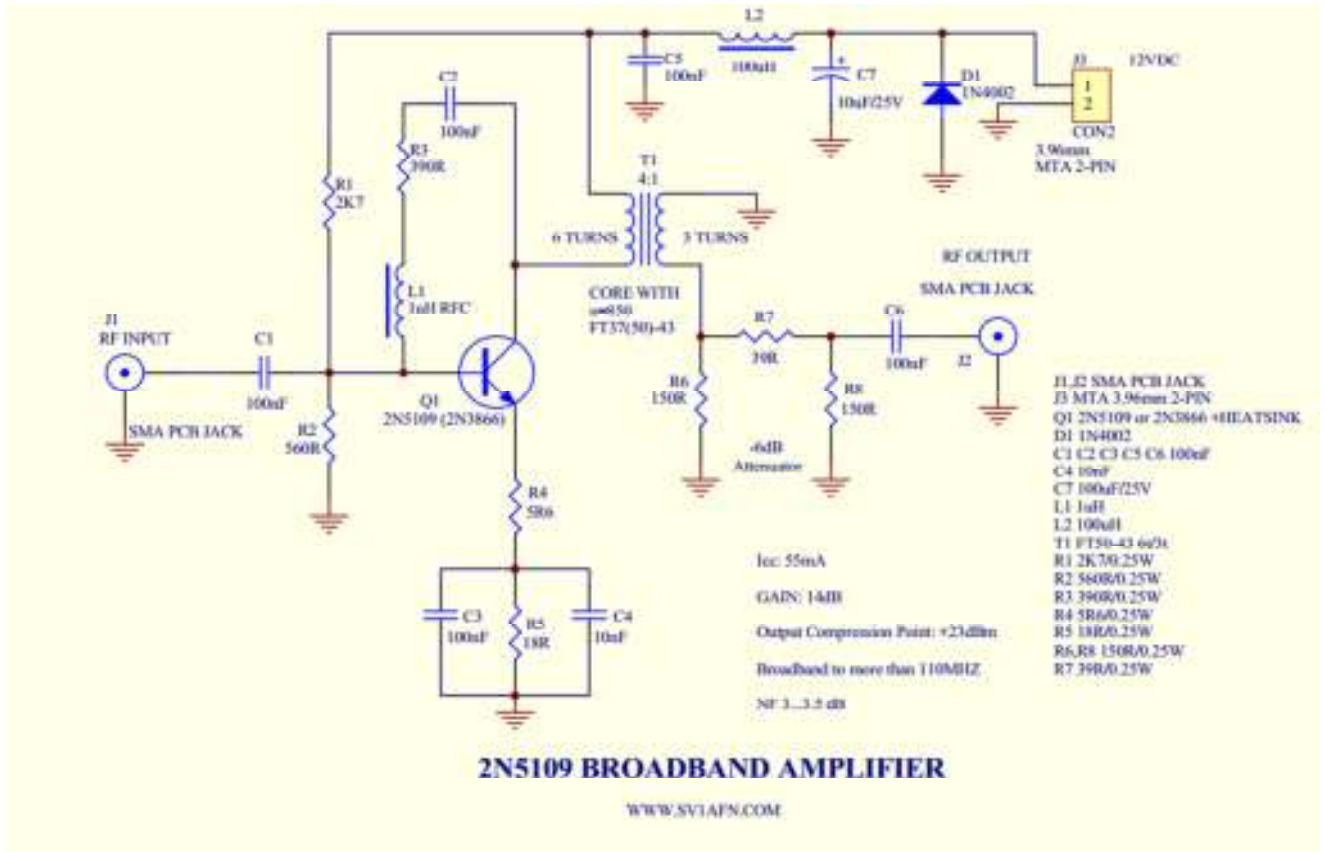 L2
100uH
C5
100nF
C7
10uF/25V
D1
1N4002
J3
12VDC
1
2
CON2
3.96mm
MTA 2-PIN
C2
100nF
R3
390R
R1
2K7
T1
4:1
6 TURNS
3 TURNS
L1
1uH RFC
CORE WITH
u=850
FT37(50)-43
RF OUTPUT
SMA PCB JACK
J1
RF INPUT
C1
100nF
SMA PCB JACK
R2
560R
Q1
2N5109 (2N3866)
R7
39R
C6
100nF
J2
R6
150R
R8
150R
-6dB
Attenuator
R4
5R6
C3
100nF
R5
18R
C4
10nF
Icc: 55mA
GAIN: 14dB
Output Compression Point: +23dBm
Broadband to more than 110MHZ
NF 3...3.5 dB
J1,J2 SMA PCB JACK
J3 MTA 3.96mm 2-PIN
Q1 2N5109 or 2N3866 +HEATSINK
D1 1N4002
C1 C2 C3 C5 C6 100nF
C4 10nF
C7 100uF/25V
L1 1uH
L2 100uH
T1 FT50-43 6t/3t
R1 2K7/0.25W
R2 560R/0.25W
R3 390R/0.25W
R4 5R6/0.25W
R5 18R/0.25W
R6,R8 150R/0.25W
R7 39R/0.25W
2N5109 BROADBAND AMPLIFIER
WWW.SV1AFN.COM